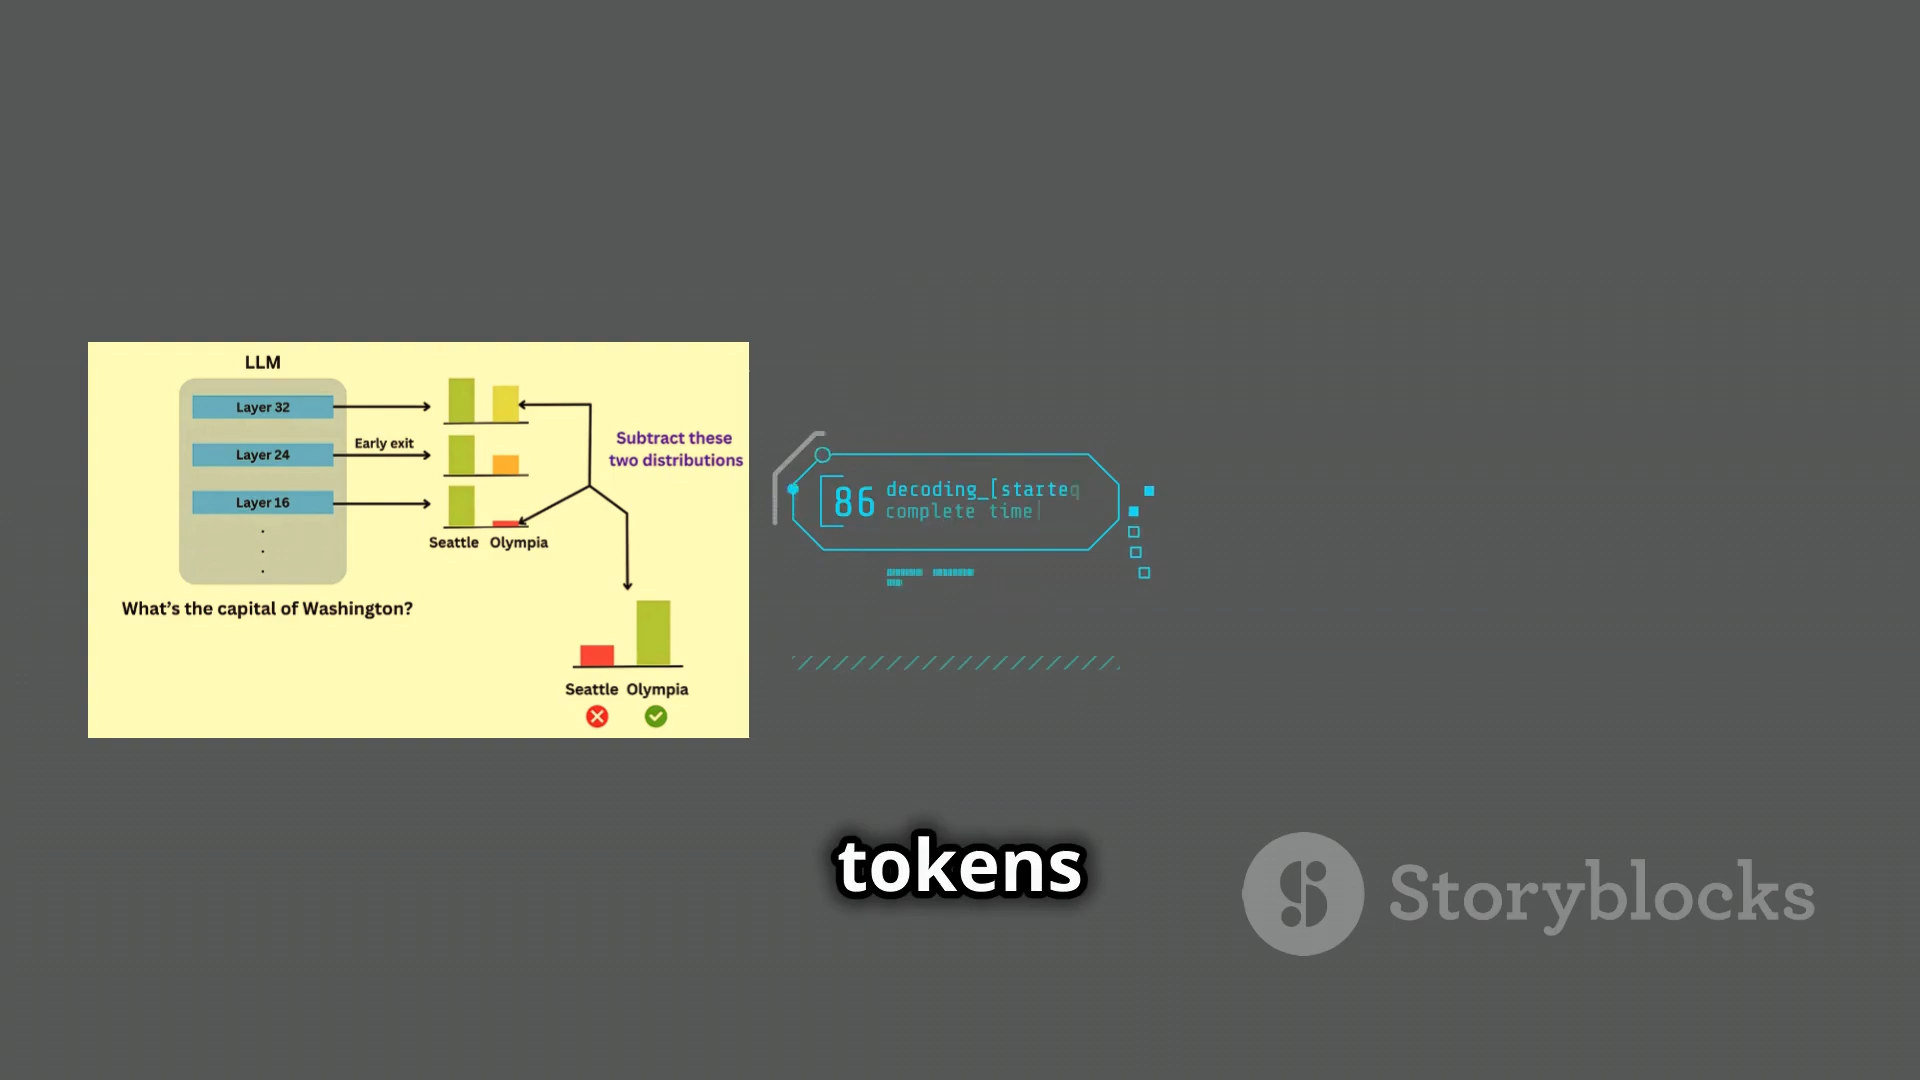 LLM
Layer 32
Early exit
Layer 24
Layer 16
Subtract these
two distributions
Seattle Olympia
What's the capital of Washington?
Seattle Olympia
86
decoding_[starte
complete time
tokens
Storyblocks